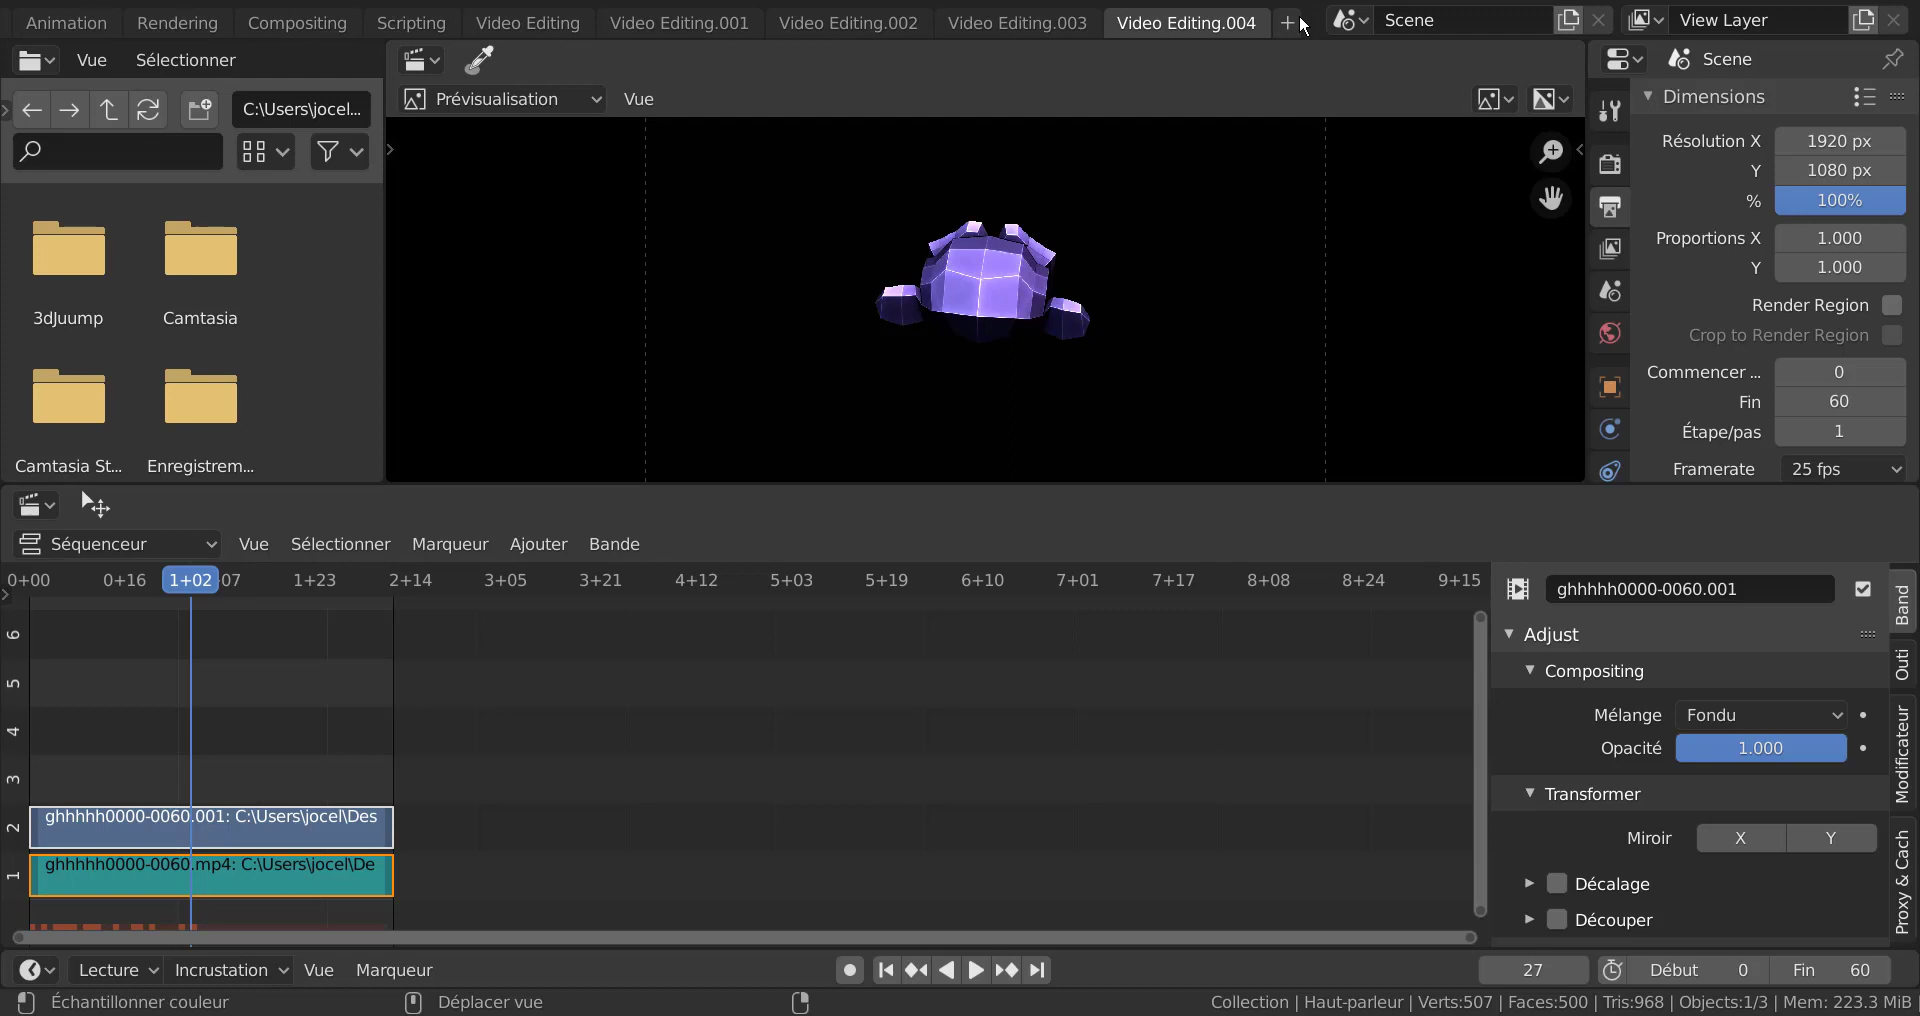 Animation Rendering Compositing Scripting Video Editing Video Editing.001 Video Editing.002 Video Editing.003 Video Editing.004 + Scene View Layer
Vue Sélectionner
Scene
C:\Users\jocel...
Prévisualisation Vue
Dimensions
Résolution X 1920 px
Y 1080 px
% 100%
Proportions X 1.000
Y 1.000
Render Region
Crop to Render Region
Commencer ... 0
Fin 60
Étape/pas 1
Framerate 25 fps
3dJuump Camtasia
Camtasia St... Enregistrem...
Séquenceur Vue Sélectionner Marqueur Ajouter Bande
0+00 0+16 1+02 07 1+23 2+14 3+05 3+21 4+12 5+03 5+19 6+10 7+01 7+17 8+08 8+24 9+15
6
5
4
3
2
1
ghhhhh0000-0060.001: C:\Users\jocel\Des
ghhhhh0000-0060.mp4: C:\Users\jocel\De
ghhhhh0000-0060.001
Adjust
Compositing
Mélange Fondu
Opacité 1.000
Transformer
Miroir X Y
Décalage
Découper
Band
Outi
Modificateur
Proxy & Cach
Lecture Incrustation Vue Marqueur
27 Début 0 Fin 60
Échantillonner couleur Déplacer vue
Collection | Haut-parleur | Verts:507 | Faces:500 | Tris:968 | Objects:1/3 | Mem: 223.3 MiB